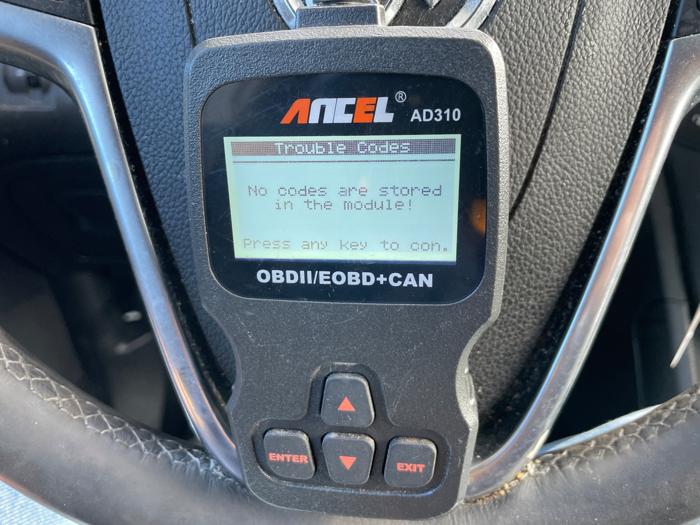 ANCEL®
AD310
Trouble Codes
No codes are stored
in the module!
Press any key to con.
OBDII/EOBD+CAN
ENTER
EXIT